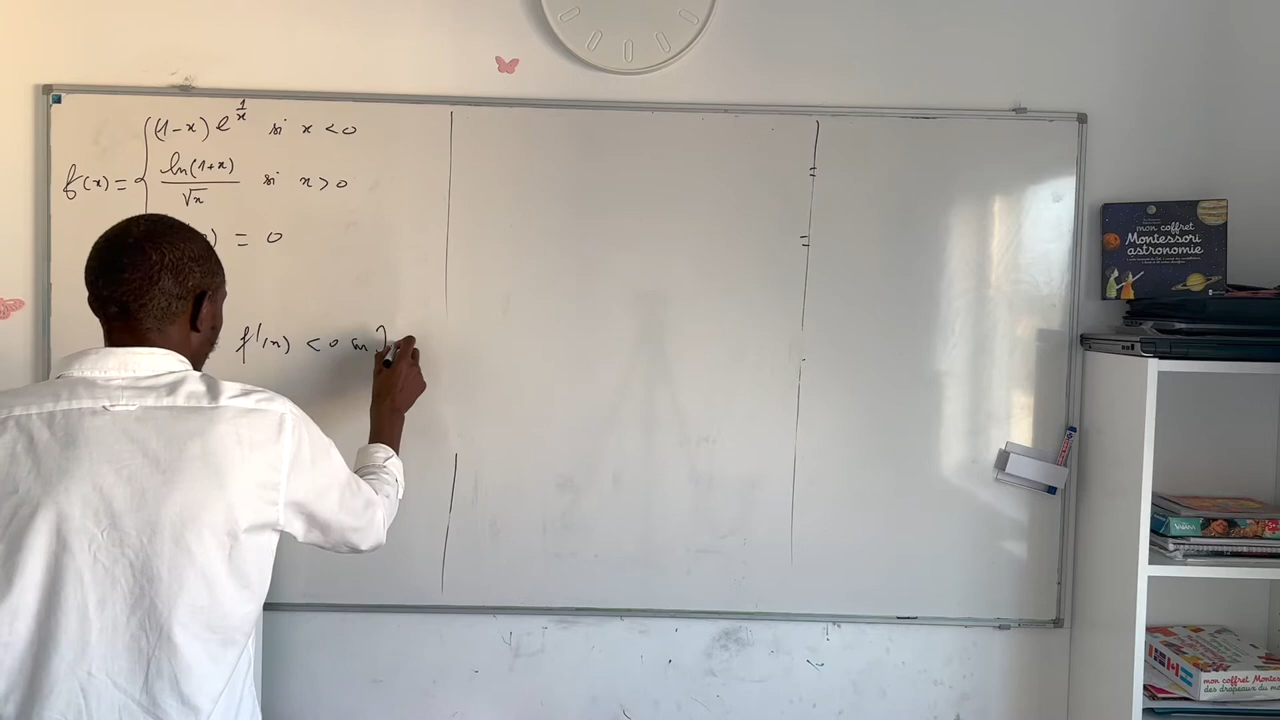 f(x) = { (1-x) e^{1/x} si x < 0
ln(1+x) / √x si x > 0
) = 0
f'(x) < 0 sur ]
=
=
=
mon coffret
Montessori
astronomie
mon coffret Montes
des drapeaux du m